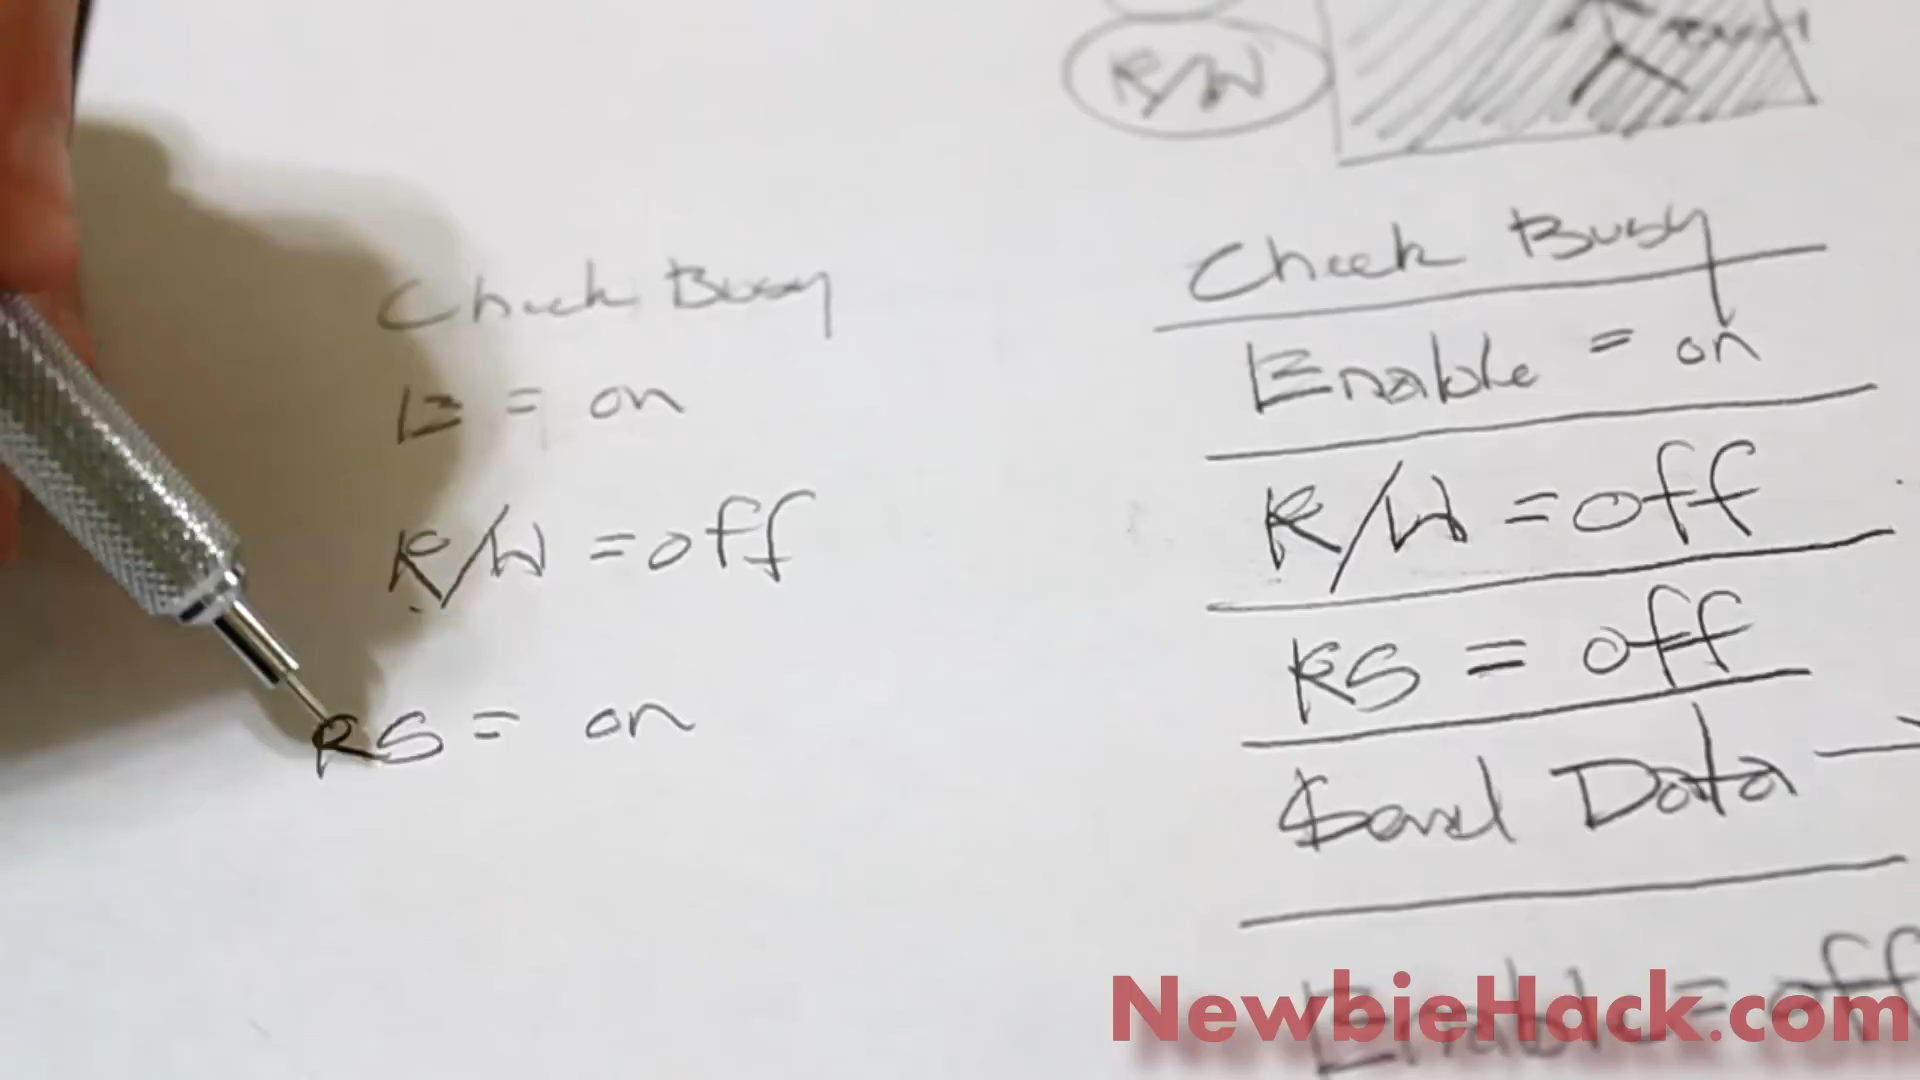 R/W
Check Busy
E = on
R/W = off
RS = on
Check Busy
Enable = on
R/W = off
RS = off
Send Data →
Enable = off
NewbieHack.com